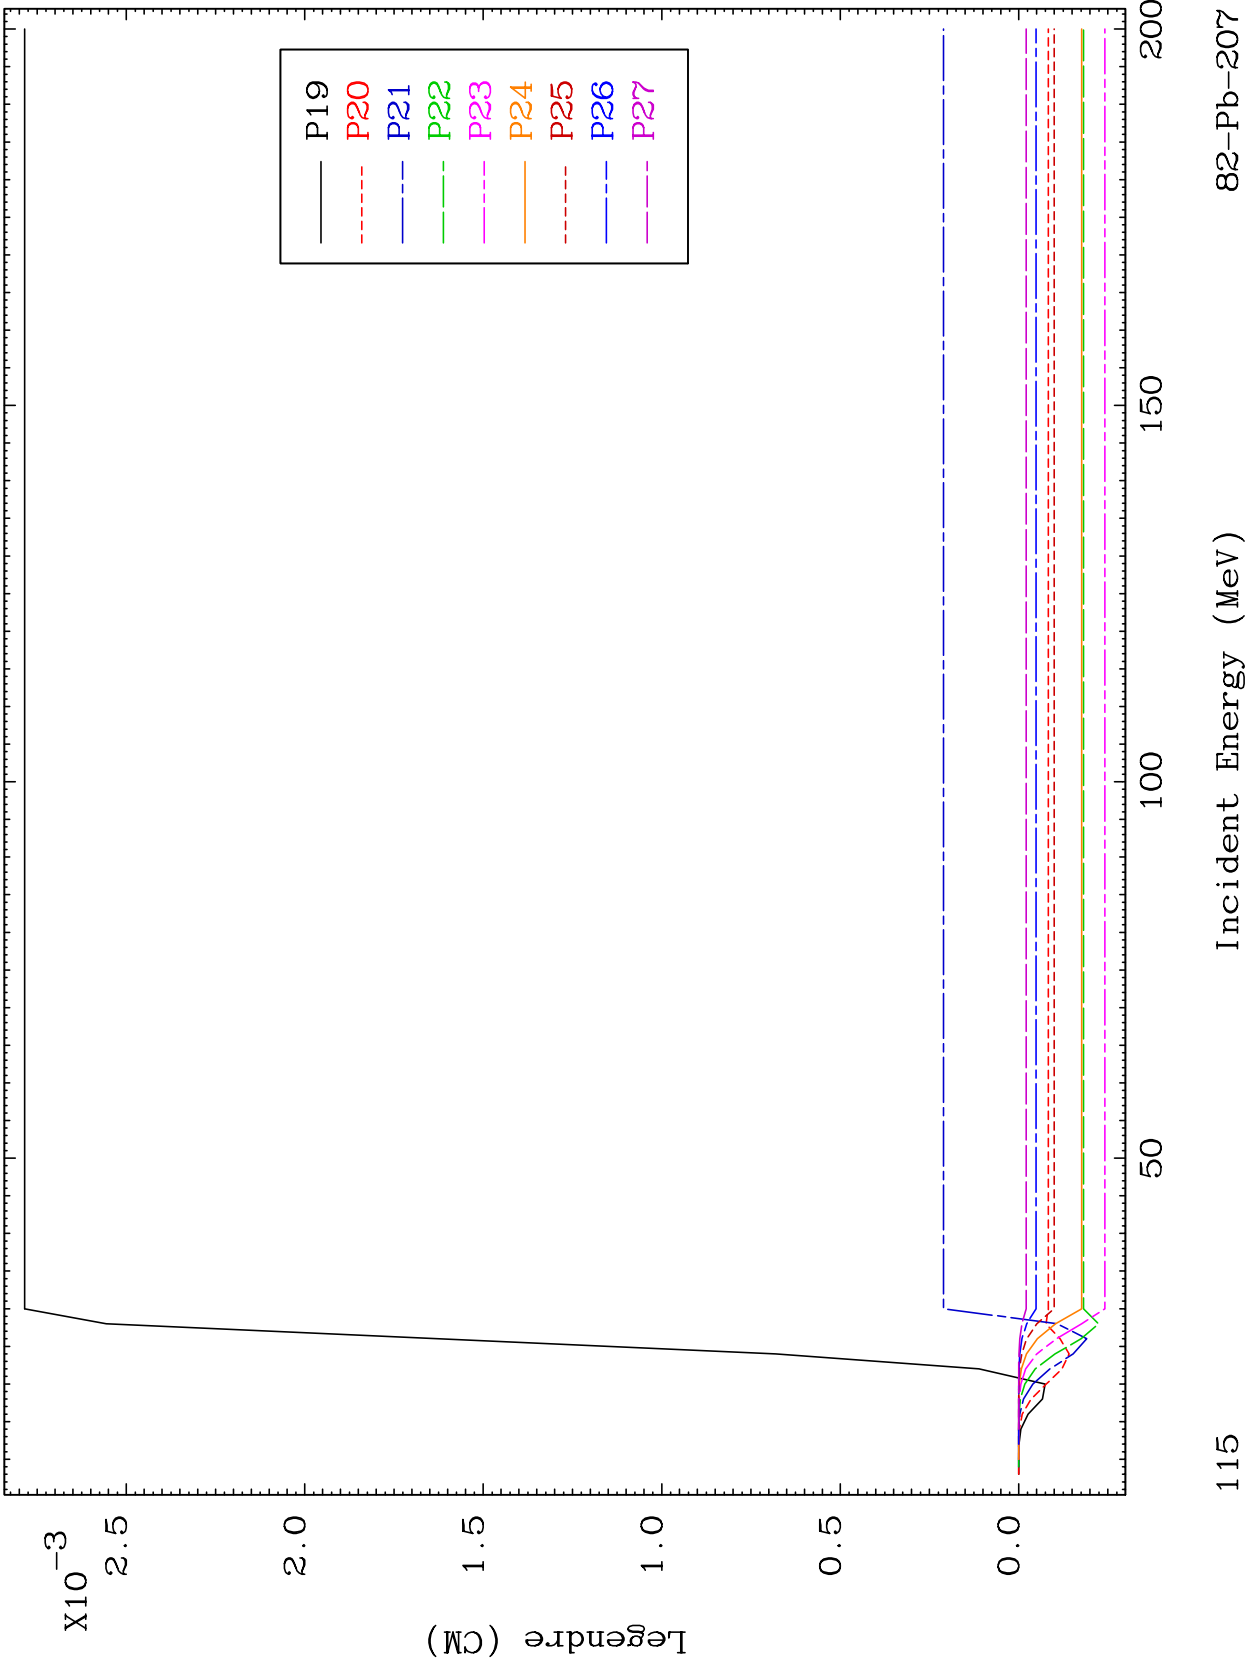 X10-3
2.5
2.0
1.5
1.0
0.5
0.0
Legendre (CM)
P19
P20
P21
P22
P23
P24
P25
P26
P27
50
100
150
200
115
Incident Energy (MeV)
82-Pb-207